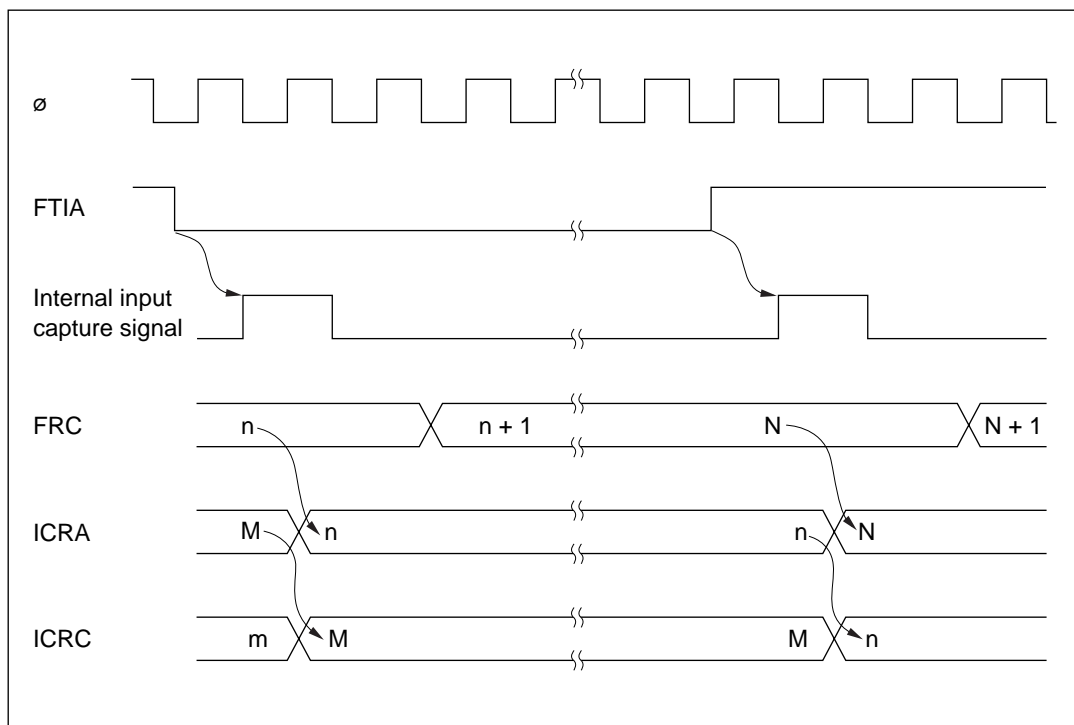 ø
FTIA
Internal input
capture signal
FRC n n + 1 N N + 1
ICRA M n n N
ICRC m M M n